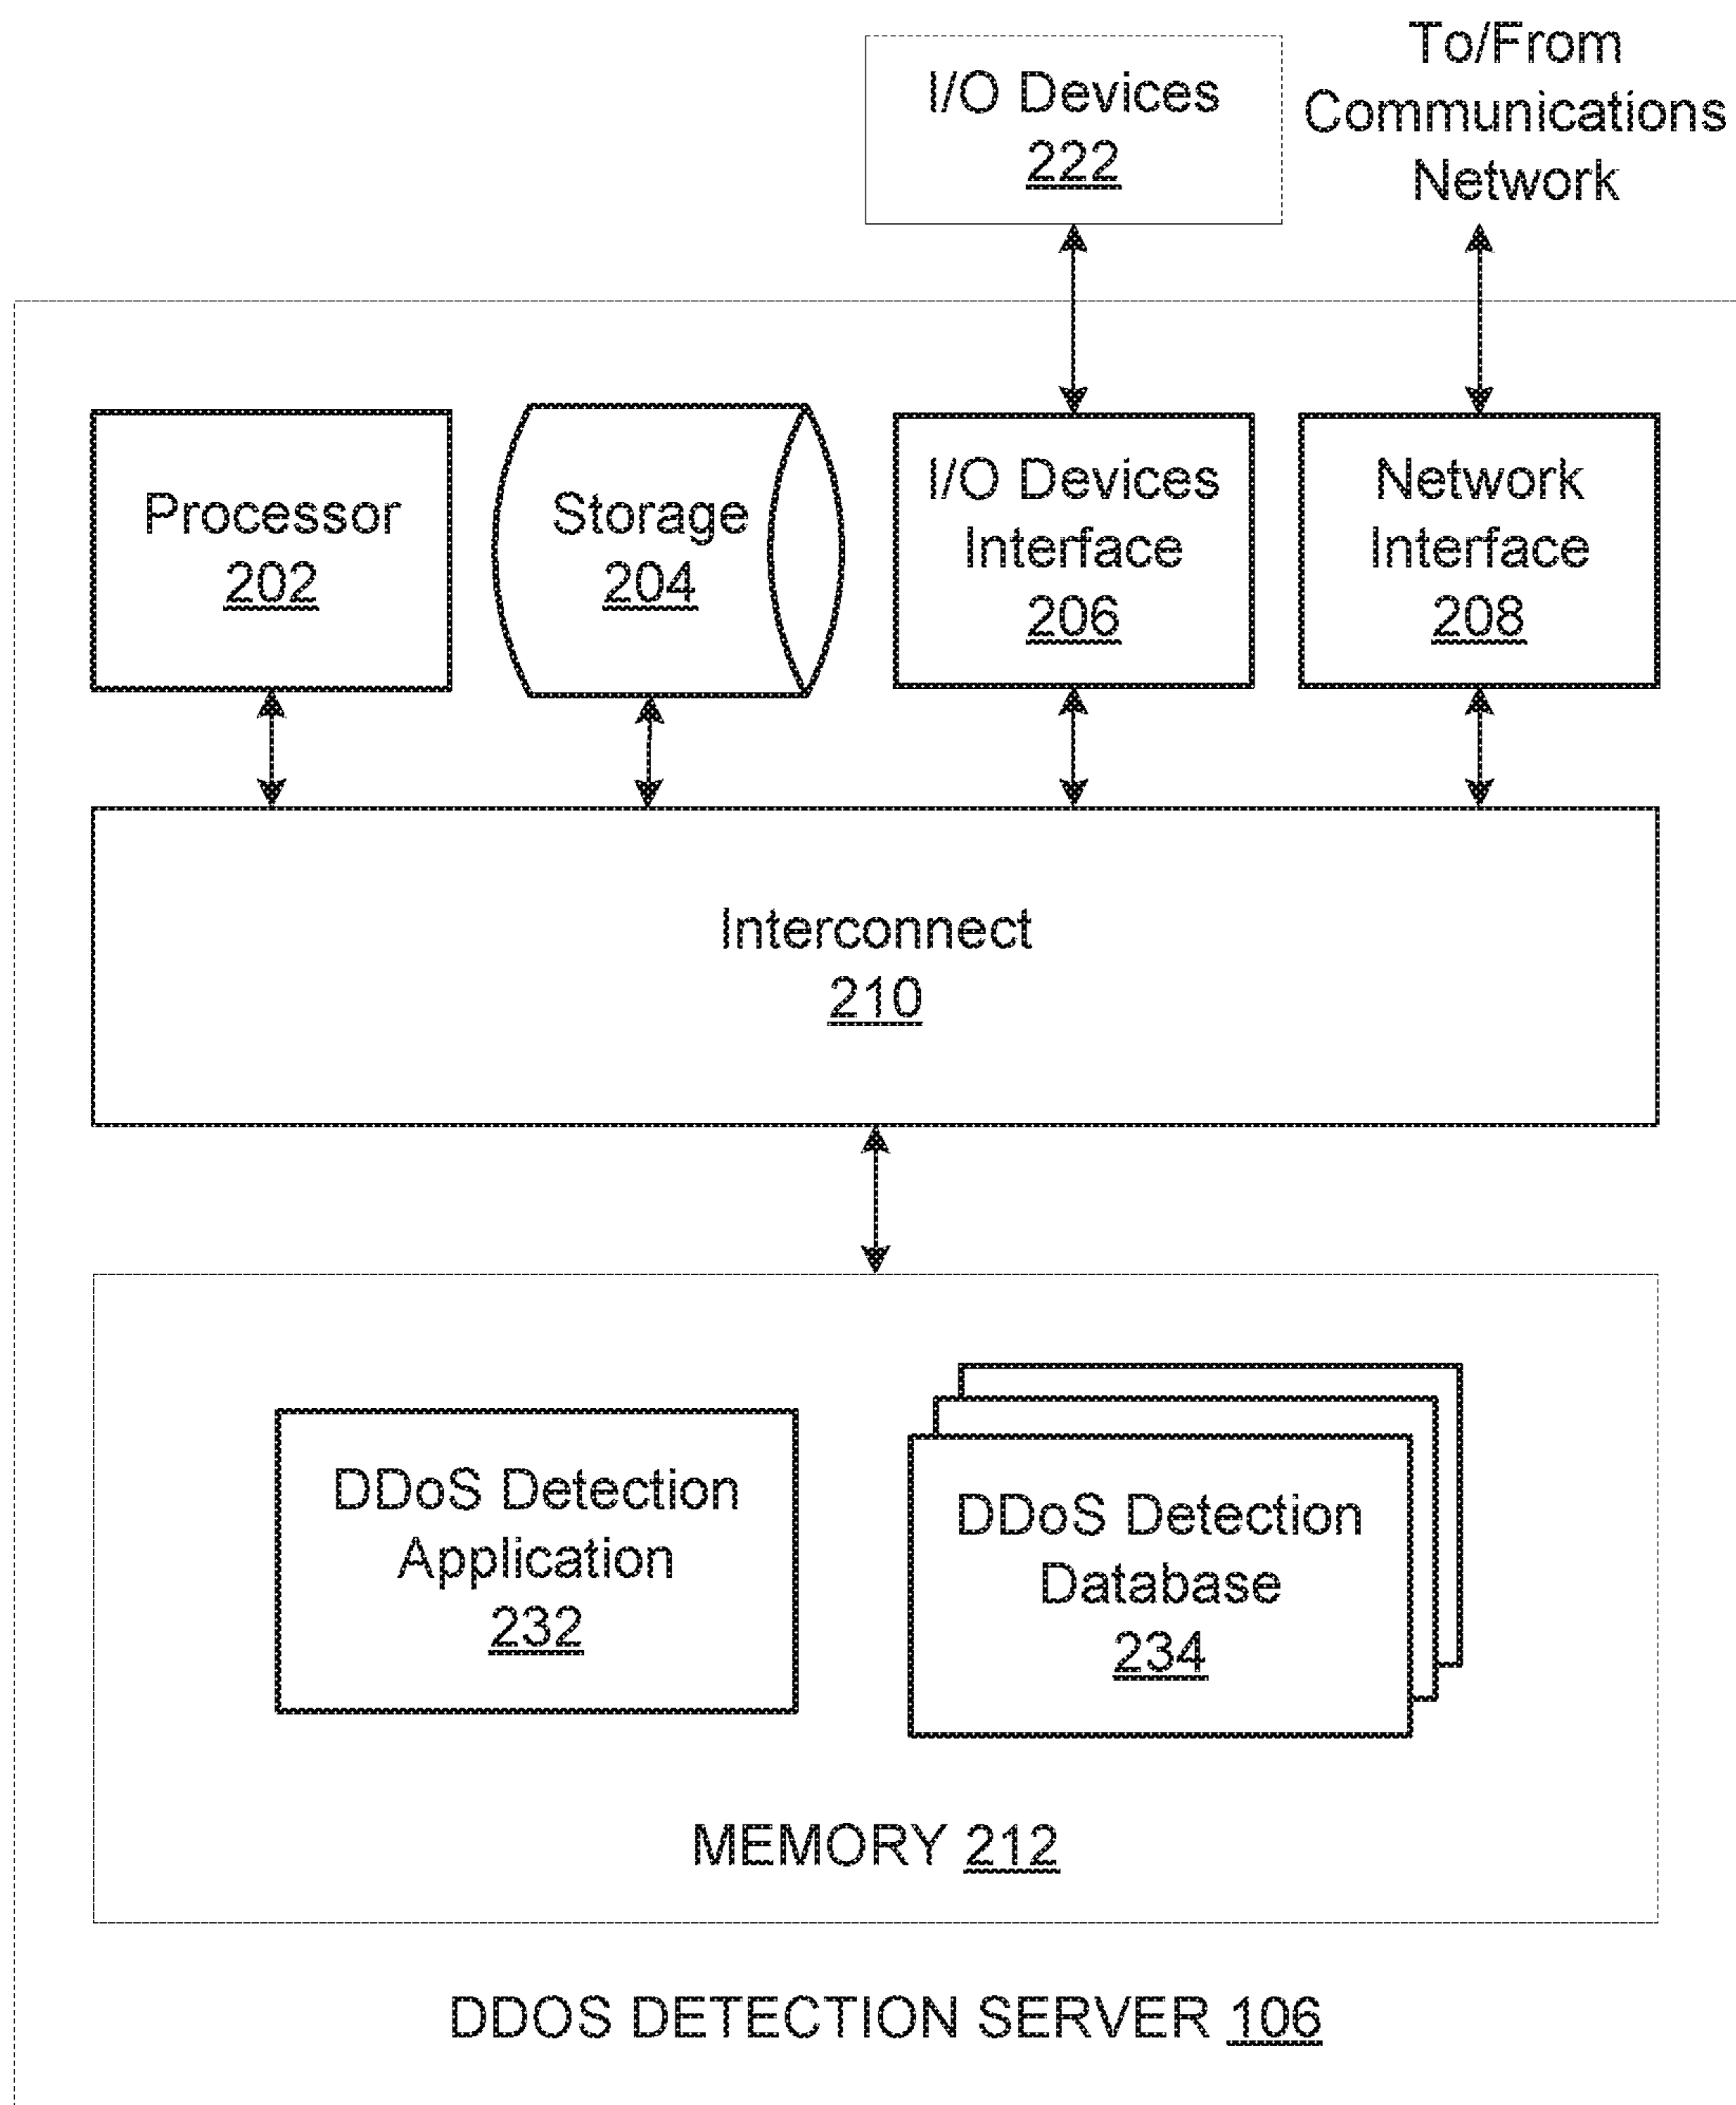 I/O Devices
222
To/From
Communications
Network
Processor
202
Storage
204
I/O Devices
Interface
206
Network
Interface
208
Interconnect
210
DDoS Detection
Application
232
DDoS Detection
Database
234
MEMORY 212
DDOS DETECTION SERVER 106